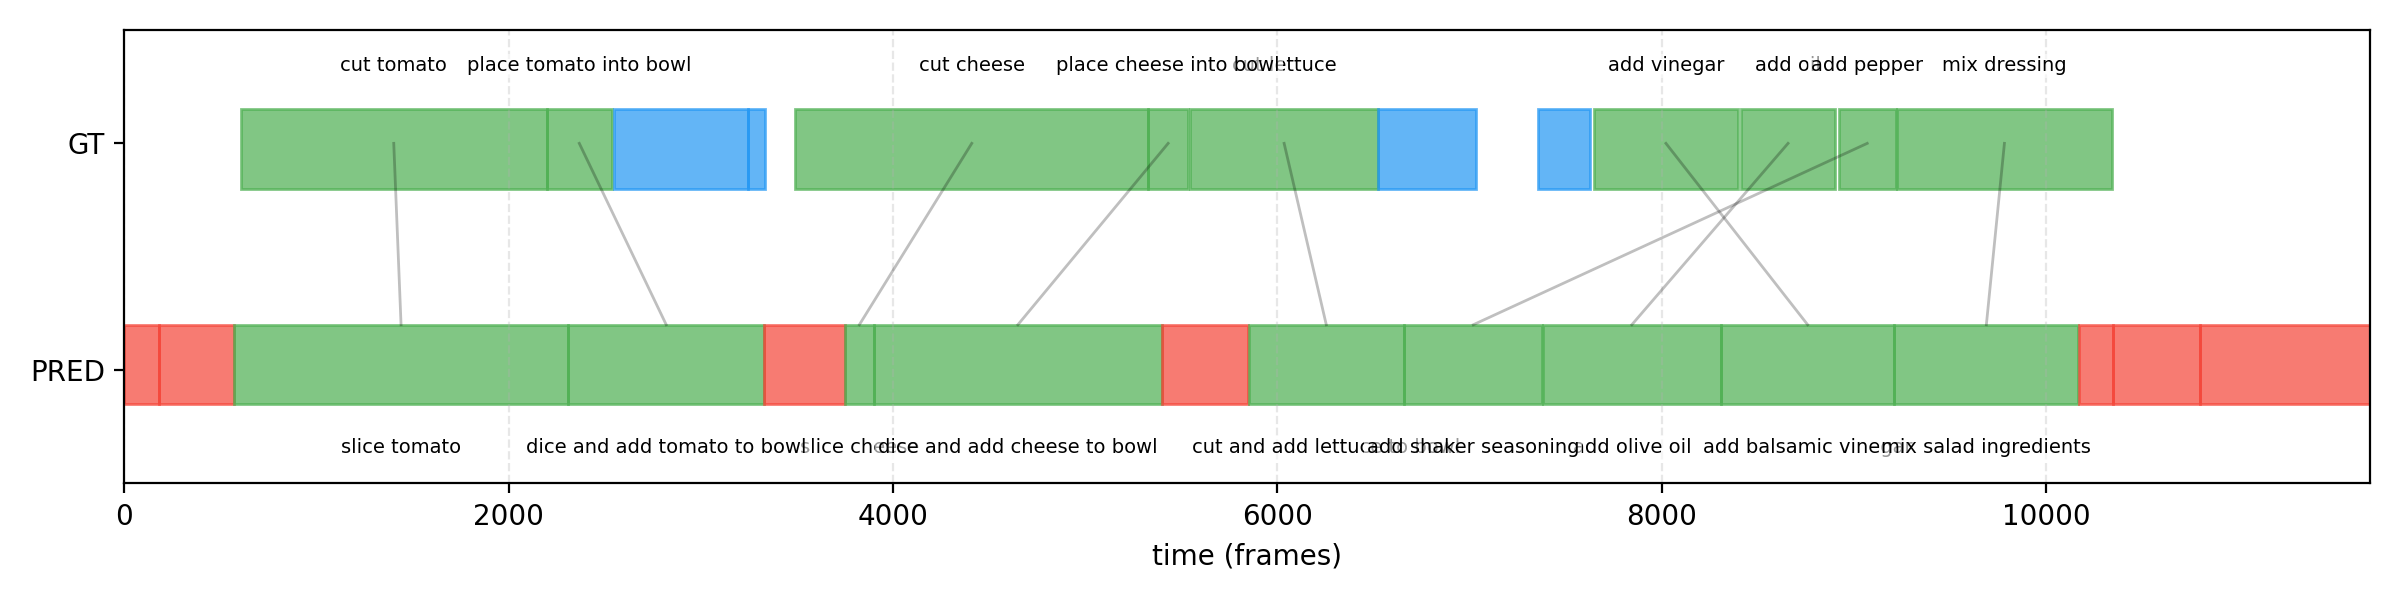 cut tomato place tomato into bowl cut cheese place cheese into bowl cut lettuce add vinegar add oil add pepper mix dressing
GT
PRED
slice tomato dice and add tomato to bowl slice cheese dice and add cheese to bowl cut and add lettuce to bowl add shaker seasoning add olive oil add balsamic vinegar mix salad ingredients
0 2000 4000 6000 8000 10000
time (frames)